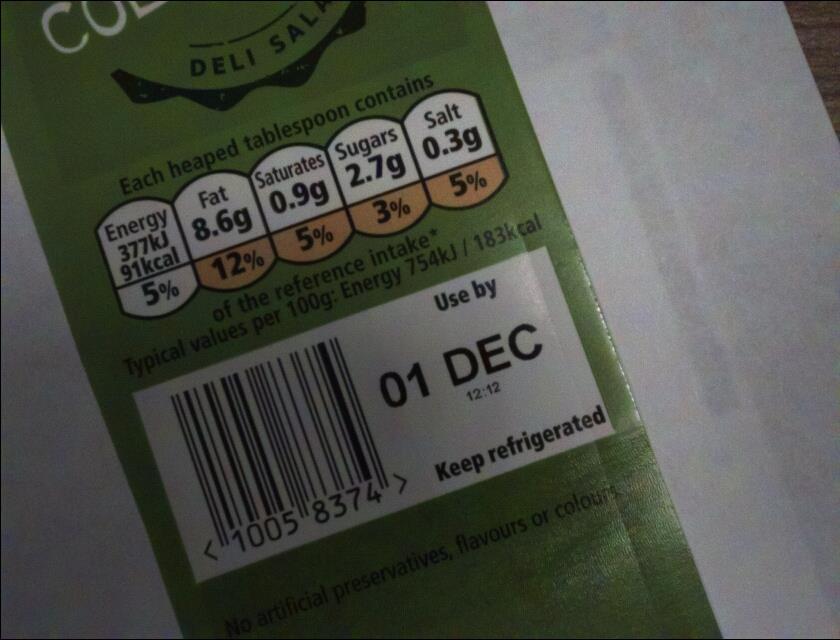 DELI SALA
Each heaped tablespoon contains
Energy
377kJ
91kcal
5%
Fat
8.6g
12%
Saturates
0.9g
5%
Sugars
2.7g
3%
Salt
0.3g
5%
of the reference intake*
Typical values per 100g: Energy 754kJ / 183kcal
Use by
01 DEC
12:12
Keep refrigerated
< 1005 8374 >
No artificial preservatives, flavours or colours